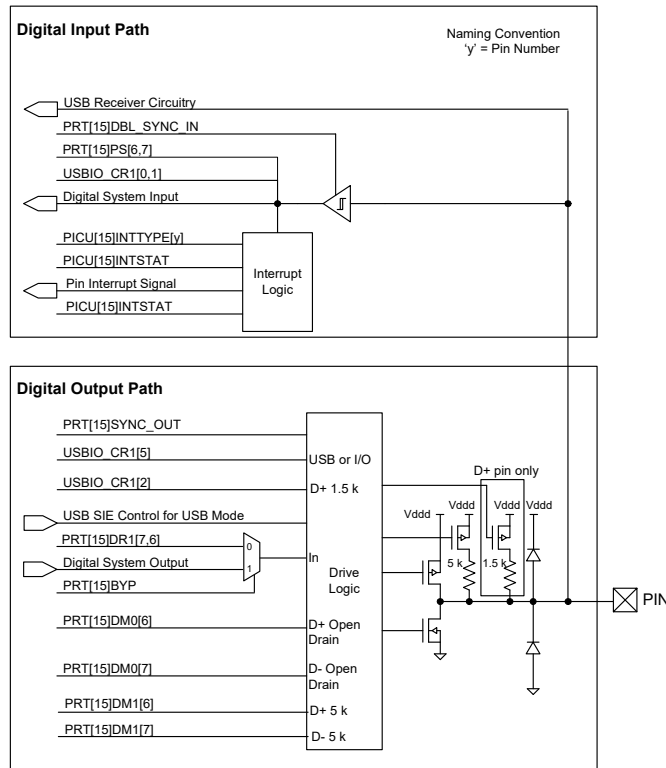 Digital Input Path
Naming Convention
'y' = Pin Number
USB Receiver Circuitry
PRT[15]DBL_SYNC_IN
PRT[15]PS[6,7]
USBIO_CR1[0,1]
Digital System Input
PICU[15]INTTYPE[y]
PICU[15]INTSTAT
Pin Interrupt Signal
PICU[15]INTSTAT
Interrupt
Logic
Digital Output Path
PRT[15]SYNC_OUT
USBIO_CR1[5]
USB or I/O
USBIO_CR1[2]
D+ 1.5 k
D+ pin only
USB SIE Control for USB Mode
Vddd
Vddd
Vddd
Vddd
PRT[15]DR1[7,6]
0
Digital System Output
1
In
PRT[15]BYP
Drive
Logic
5 k
1.5 k
PIN
PRT[15]DM0[6]
D+ Open
Drain
PRT[15]DM0[7]
D- Open
Drain
PRT[15]DM1[6]
D+ 5 k
PRT[15]DM1[7]
D- 5 k